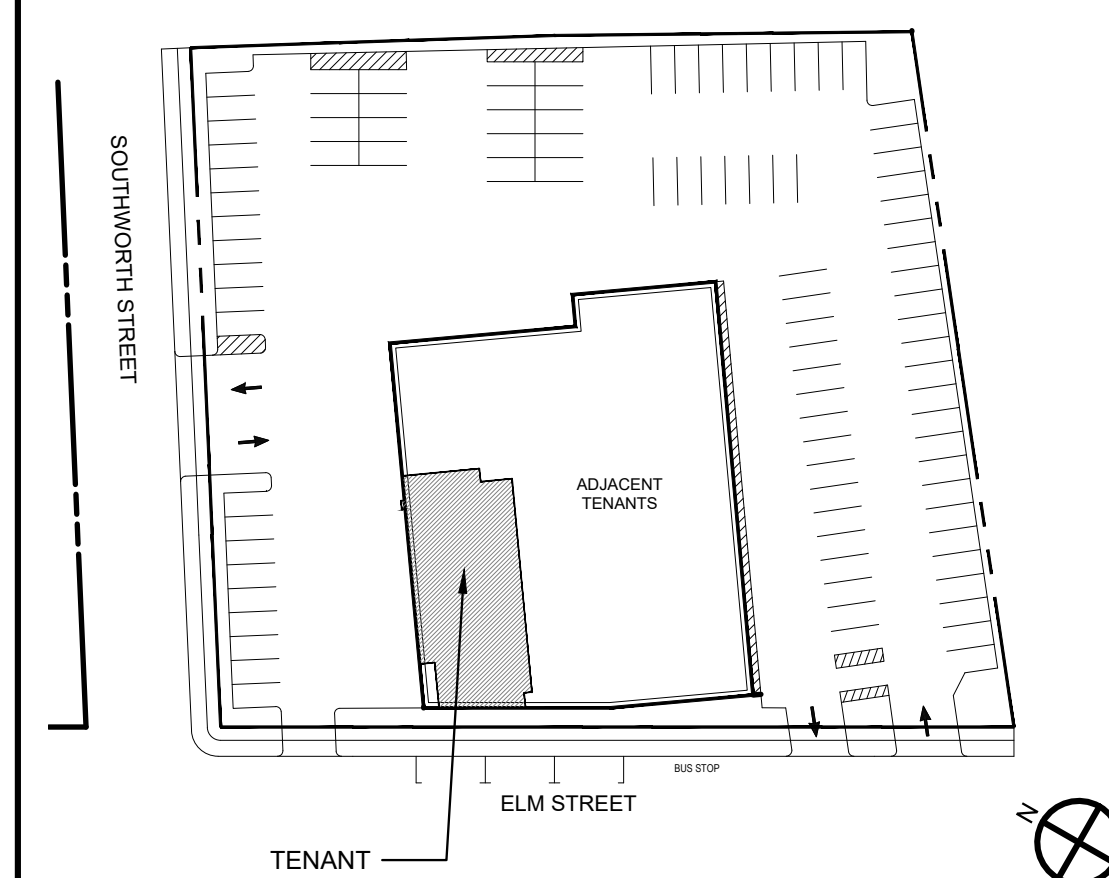 SOUTHWORTH STREET
ADJACENT
TENANTS
BUS STOP
ELM STREET
TENANT
N